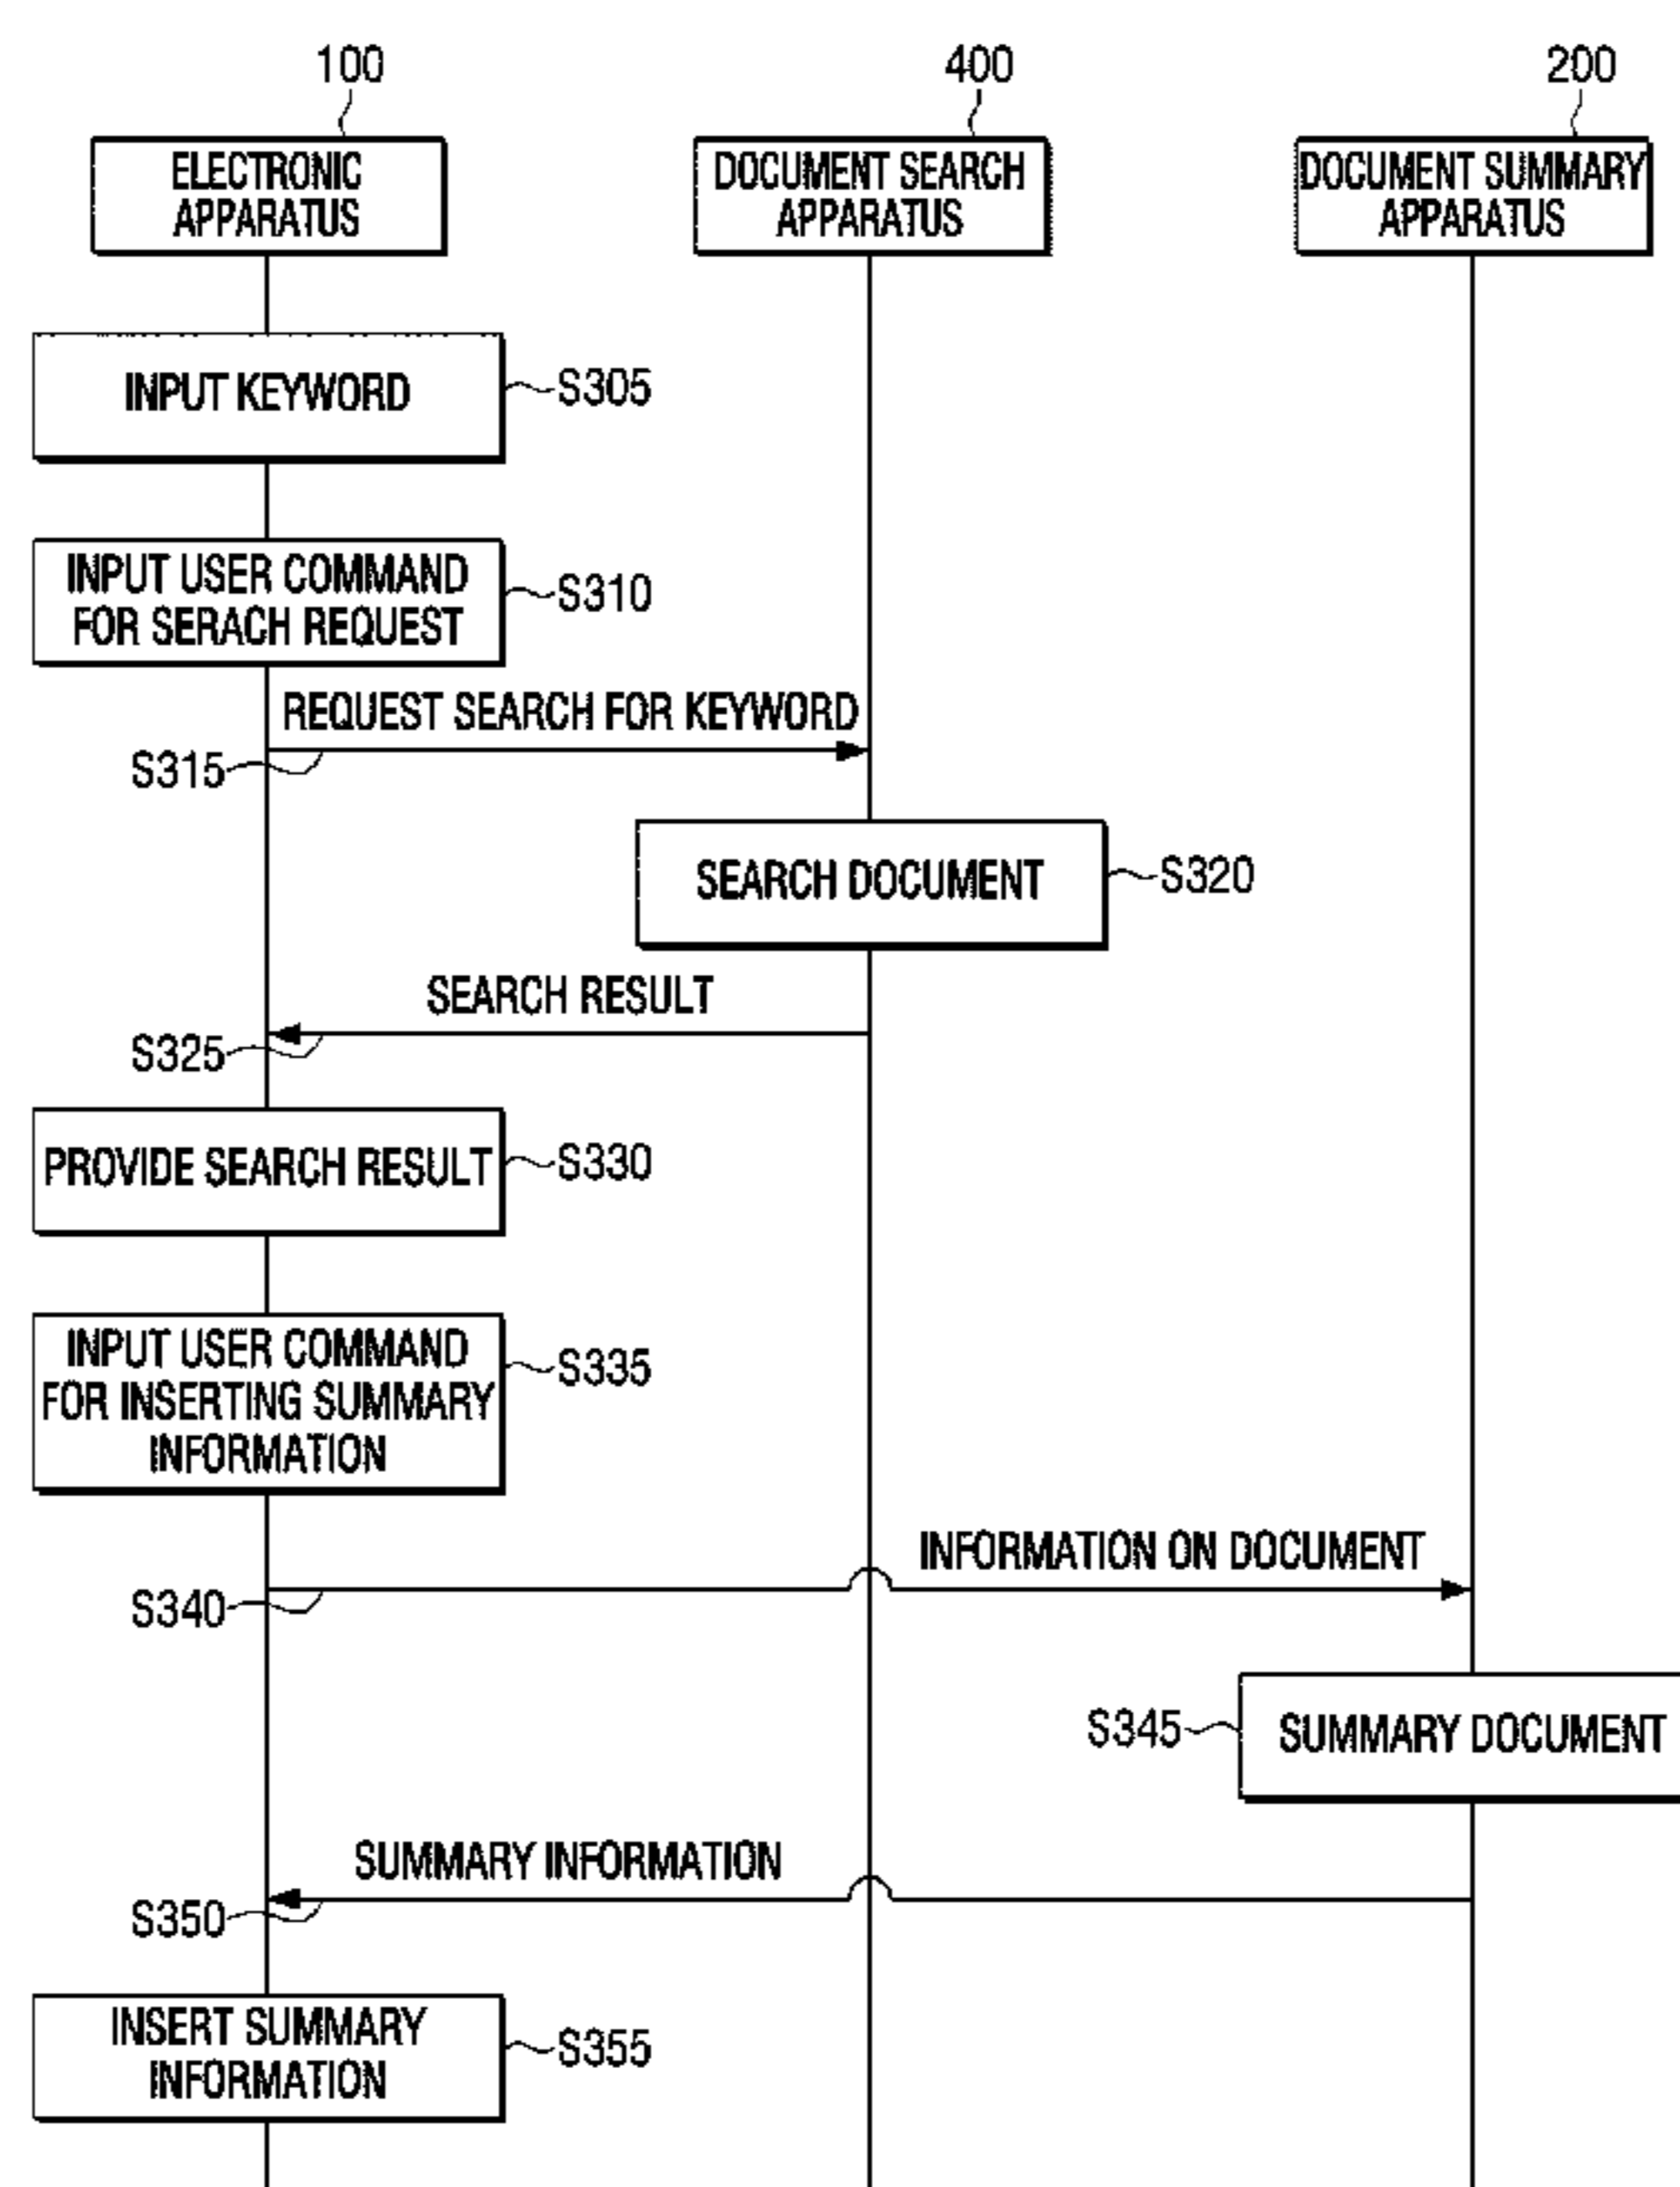 100
400
200
ELECTRONIC
APPARATUS
DOCUMENT SEARCH
APPARATUS
DOCUMENT SUMMARY
APPARATUS
INPUT KEYWORD
S305
INPUT USER COMMAND
FOR SERACH REQUEST
S310
REQUEST SEARCH FOR KEYWORD
S315
SEARCH DOCUMENT
S320
SEARCH RESULT
S325
PROVIDE SEARCH RESULT
S330
INPUT USER COMMAND
FOR INSERTING SUMMARY
INFORMATION
S335
INFORMATION ON DOCUMENT
S340
S345
SUMMARY DOCUMENT
SUMMARY INFORMATION
S350
INSERT SUMMARY
INFORMATION
S355